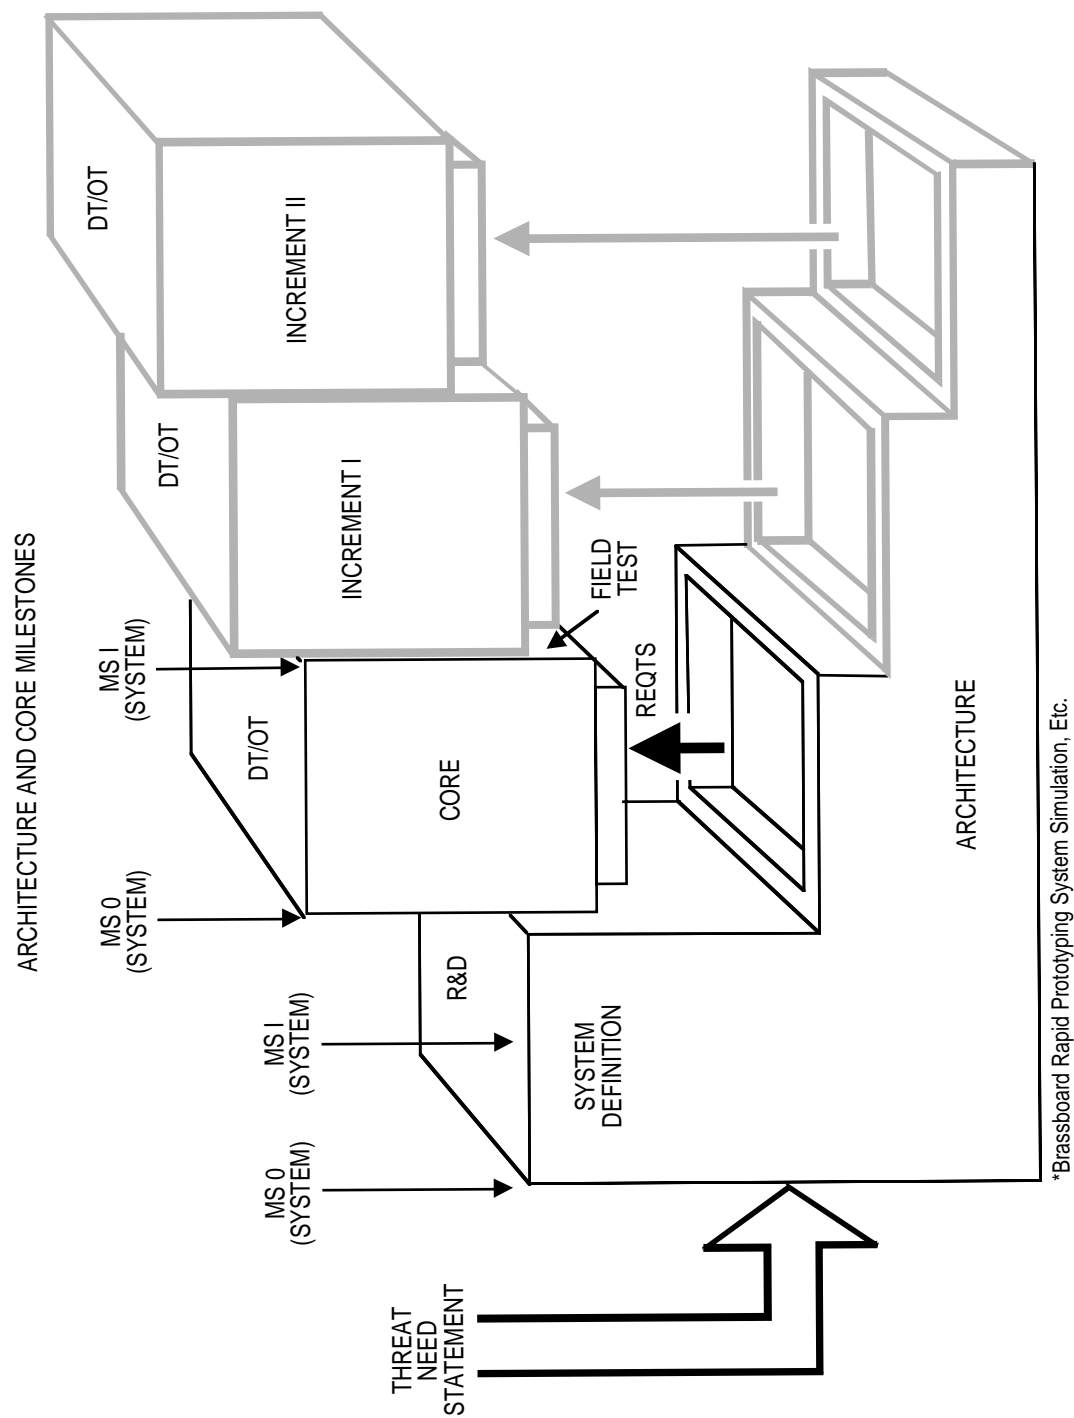 ARCHITECTURE AND CORE MILESTONES
MS 0
(SYSTEM)
MS I
(SYSTEM)
DT/OT
DT/OT
DT/OT
MS 0
(SYSTEM)
MS I
(SYSTEM)
R&D
CORE
INCREMENT I
INCREMENT II
THREAT
NEED
STATEMENT
SYSTEM
DEFINITION
REQTS
FIELD
TEST
ARCHITECTURE
*Brassboard Rapid Prototyping System Simulation, Etc.